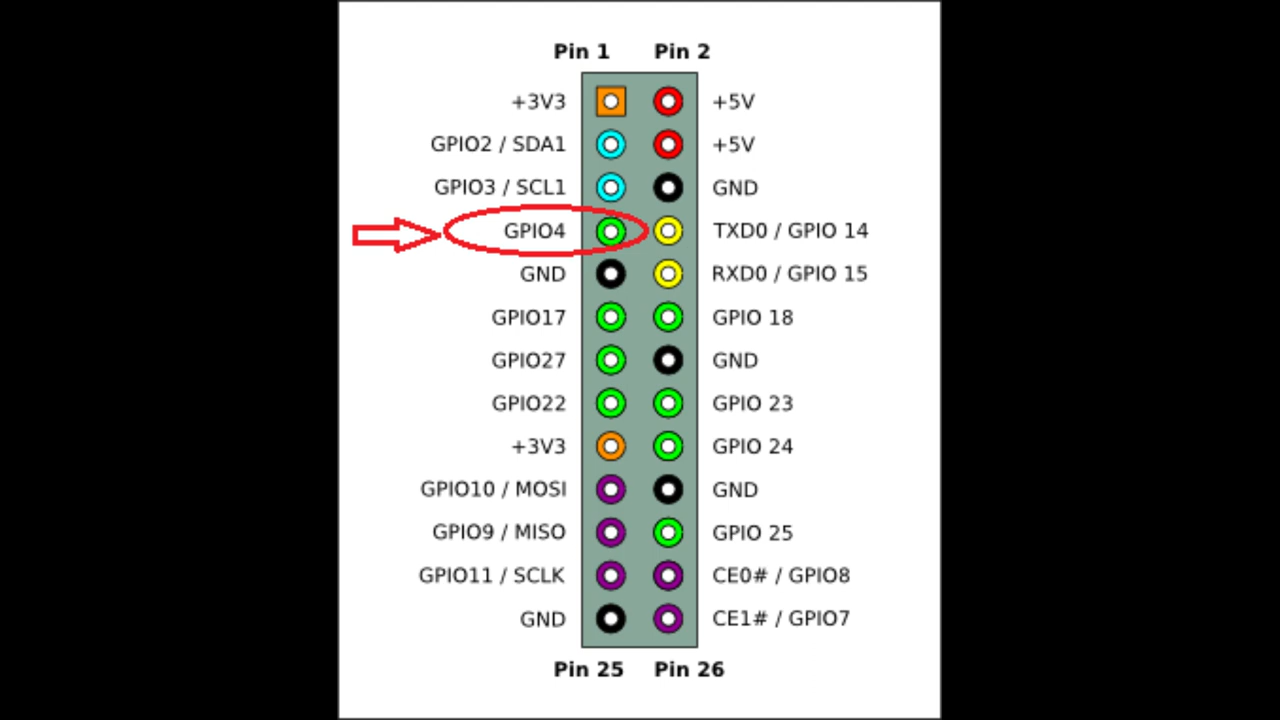 Pin 1 Pin 2
+3V3 +5V
GPIO2 / SDA1 +5V
GPIO3 / SCL1 GND
GPIO4 TXD0 / GPIO 14
GND RXD0 / GPIO 15
GPIO17 GPIO 18
GPIO27 GND
GPIO22 GPIO 23
+3V3 GPIO 24
GPIO10 / MOSI GND
GPIO9 / MISO GPIO 25
GPIO11 / SCLK CE0# / GPIO8
GND CE1# / GPIO7
Pin 25 Pin 26